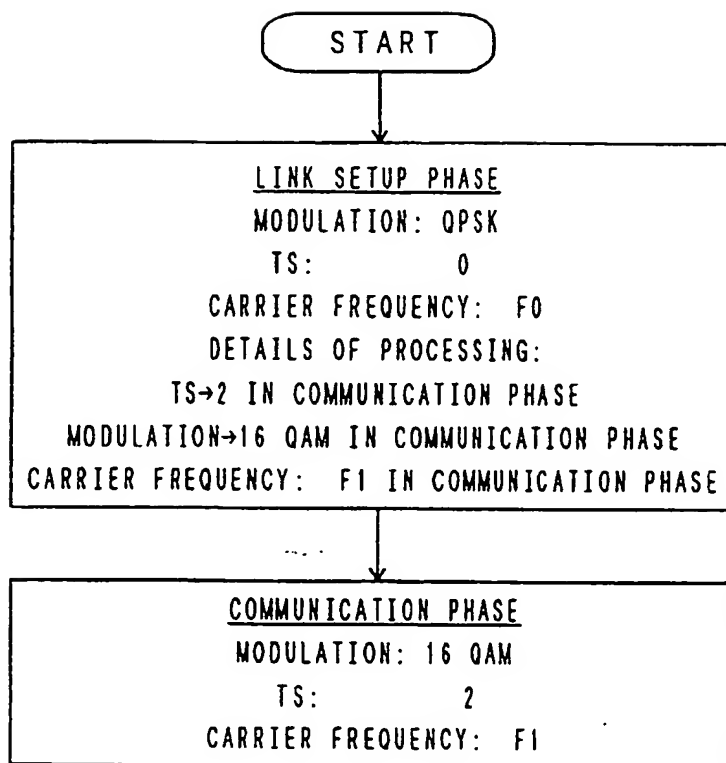 START
LINK SETUP PHASE
MODULATION: QPSK
TS: 0
CARRIER FREQUENCY: F0
DETAILS OF PROCESSING:
TS→2 IN COMMUNICATION PHASE
MODULATION→16 QAM IN COMMUNICATION PHASE
CARRIER FREQUENCY: F1 IN COMMUNICATION PHASE
COMMUNICATION PHASE
MODULATION: 16 QAM
TS: 2
CARRIER FREQUENCY: F1